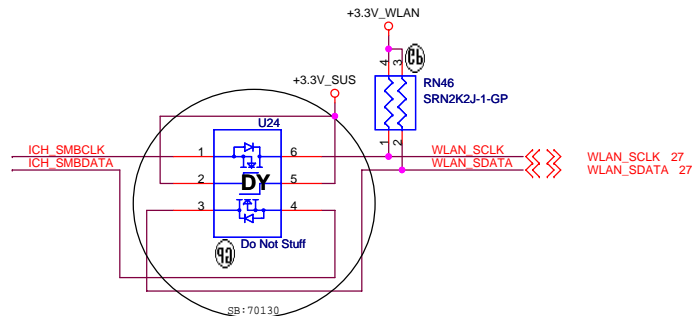 +3.3V_WLAN
4 3
RN46
SRN2K2J-1-GP
+3.3V_SUS
1 2
U24
ICH_SMBCLK 1 6 WLAN_SCLK WLAN_SCLK 27
ICH_SMBDATA WLAN_SDATA WLAN_SDATA 27
2 DY 5
3 4
Do Not Stuff
GP
SB:70130